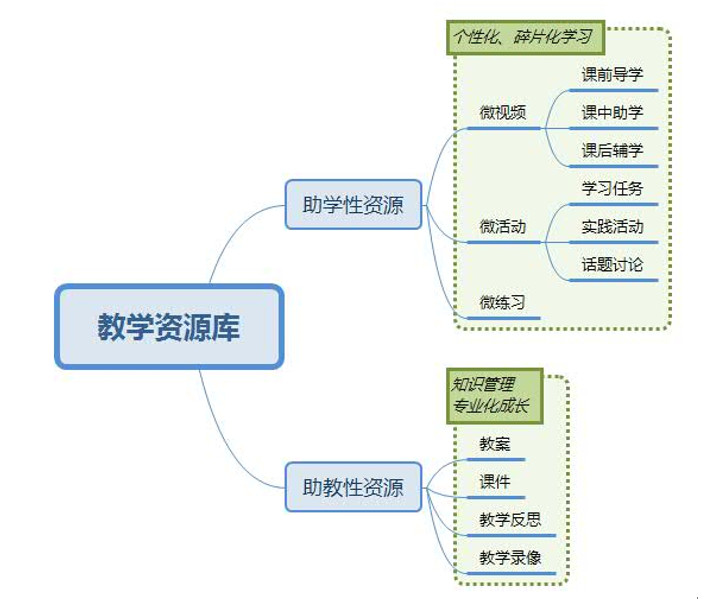 教学资源库
助学性资源
个性化、碎片化学习
微视频
课前导学
课中助学
课后辅学
微活动
学习任务
实践活动
话题讨论
微练习
助教性资源
知识管理
专业化成长
教案
课件
教学反思
教学录像